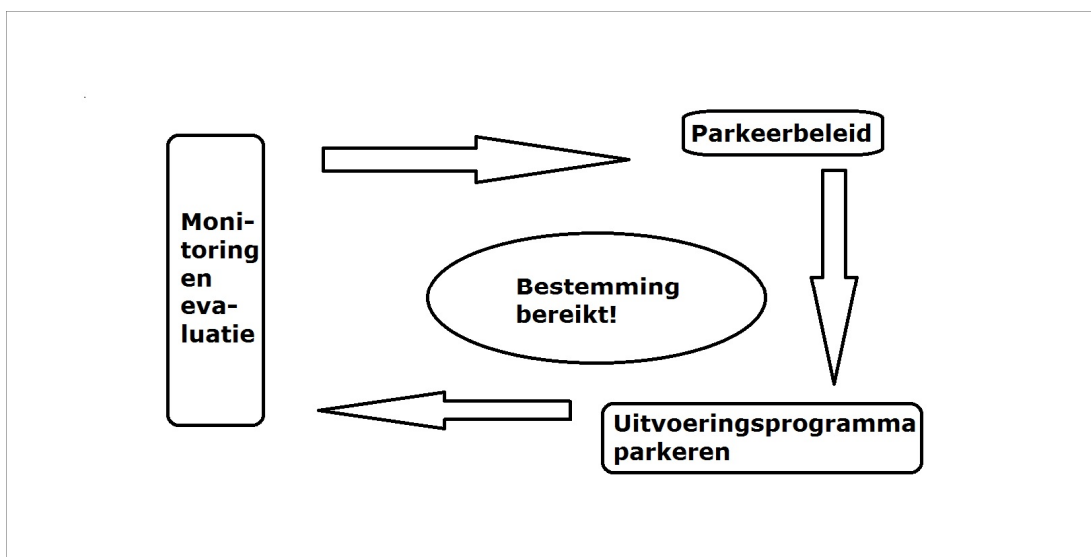 Parkeerbeleid
Moni-
toring
en
eva-
luatie
Bestemming
bereikt!
Uitvoeringsprogramma
parkeren